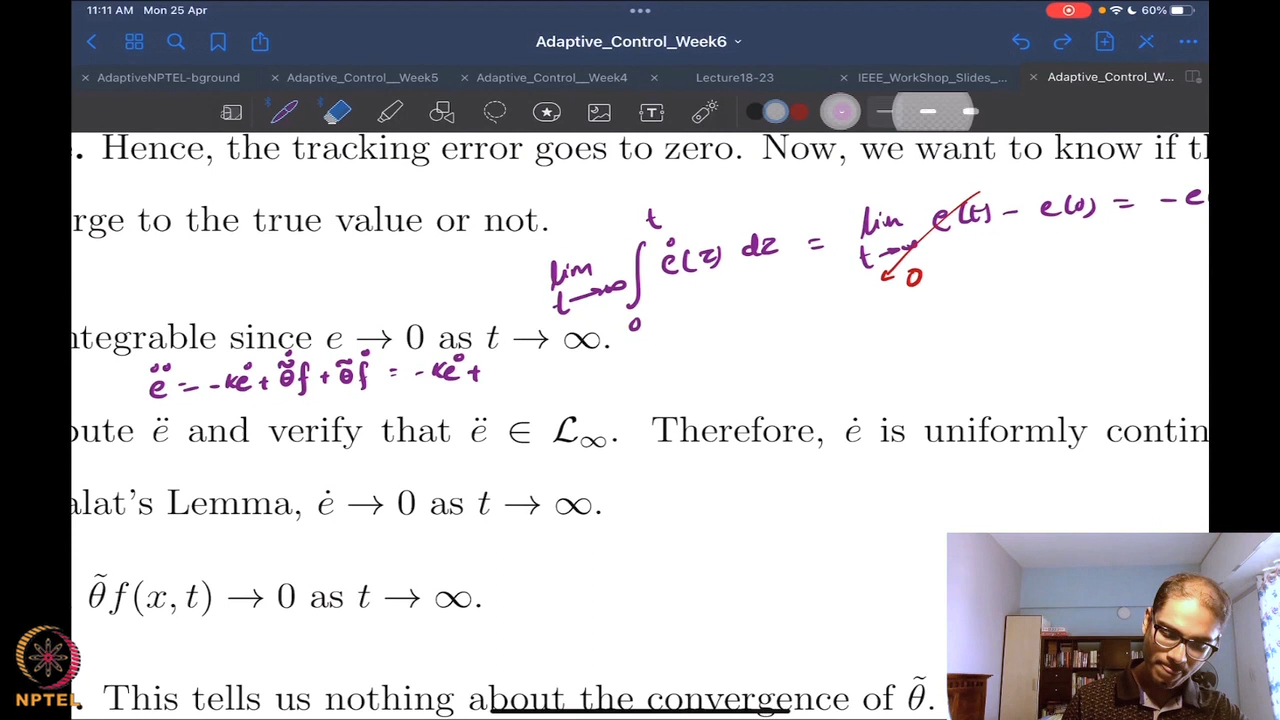 11:11 AM Mon 25 Apr
60%
Adaptive_Control_Week6
AdaptiveNPTEL-bground
Adaptive_Control__Week5
Adaptive_Control__Week4
Lecture18-23
IEEE_WorkShop_Slides_...
Adaptive_Control_W...
e. Hence, the tracking error goes to zero. Now, we want to know if th
rge to the true value or not.
lim t→∞ ∫₀ᵗ ė(τ) dτ = lim t→∞ e(t) - e(0) = -e
0
ntegrable since e → 0 as t → ∞.
ë = -kė + θ̃̇f + θ̃ḟ = -kė +
oute ë and verify that ë ∈ 𝓛∞. Therefore, ė is uniformly contin
alat's Lemma, ė → 0 as t → ∞.
θ̃f(x, t) → 0 as t → ∞.
. This tells us nothing about the convergence of θ̃.
NPTEL